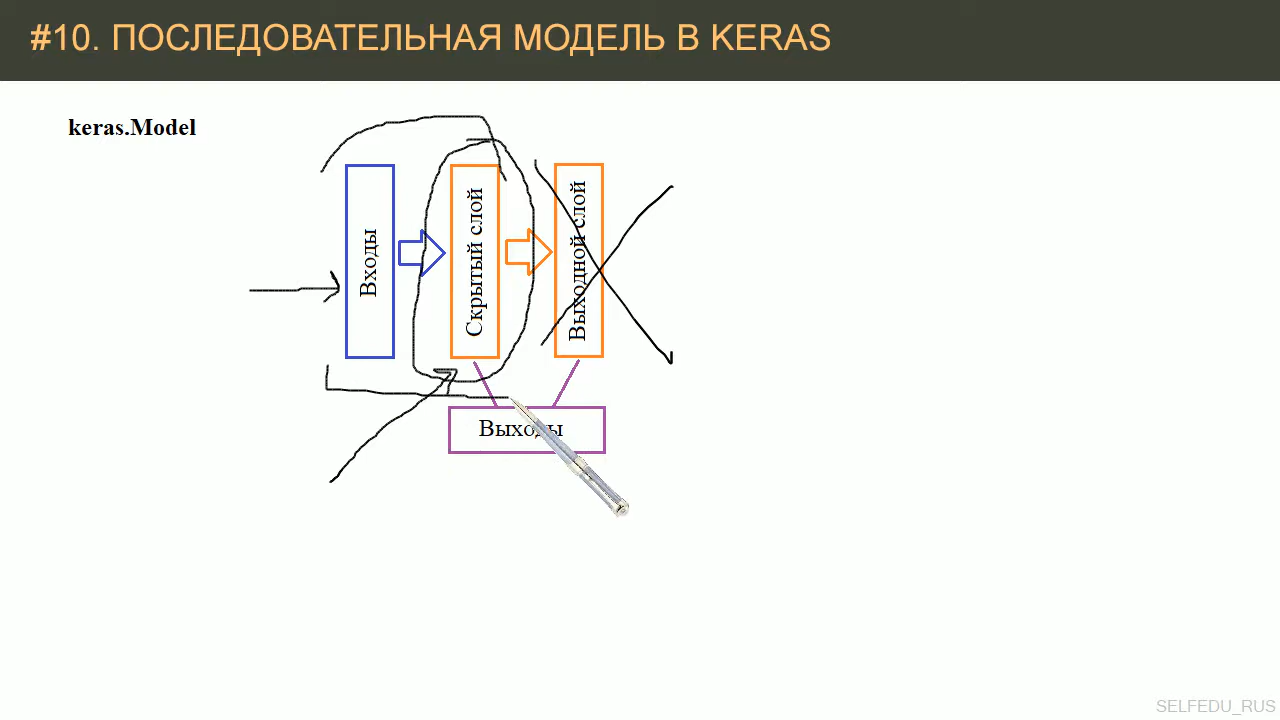 #10. ПОСЛЕДОВАТЕЛЬНАЯ МОДЕЛЬ В KERAS
keras.Model
Входы
Скрытый слой
Выходной слой
Выходы
SELFEDU_RUS